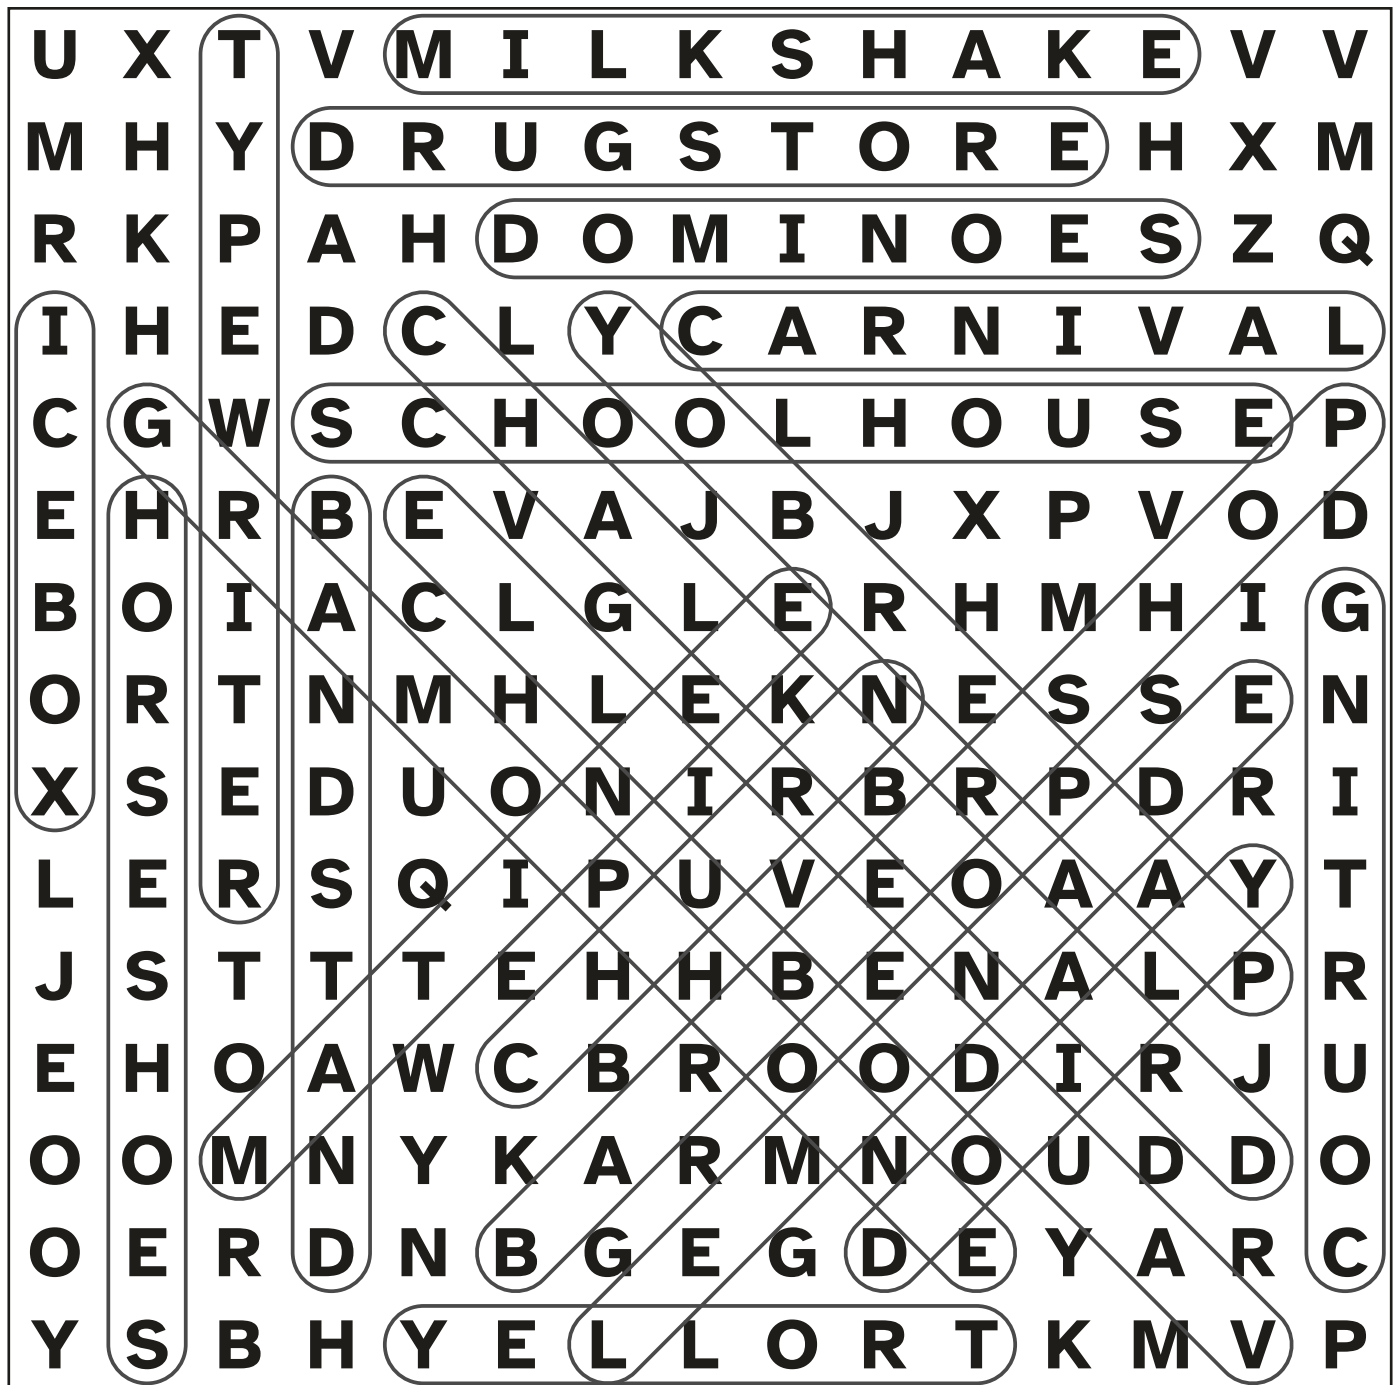 U X T V M I L K S H A K E V V
M H Y D R U G S T O R E H X M
R K P A H D O M I N O E S Z Q
I H E D C L Y C A R N I V A L
C G W S C H O O L H O U S E P
E H R B E V A J B J X P V O D
B O I A C L G L E R H M H I G
O R T N M H L E K N E S S E N
X S E D U O N I R B R P D R I
L E R S Q I P U V E O A A Y T
J S T T T E H H B E N A L P R
E H O A W C B R O O D I R J U
O O M N Y K A R M N O U D D O
O E R D N B G E G D E Y A R C
Y S B H Y E L L O R T K M V P